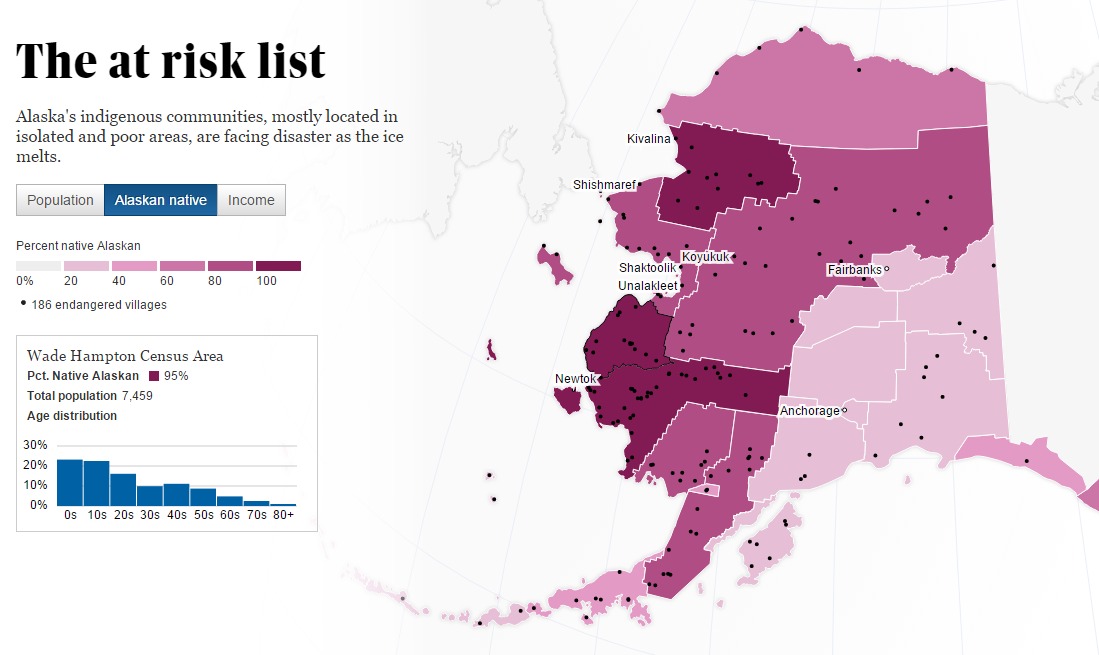 The at risk list
Alaska's indigenous communities, mostly located in
isolated and poor areas, are facing disaster as the ice
melts.
Population Alaskan native Income
Percent native Alaskan
0% 20 40 60 80 100
186 endangered villages
Wade Hampton Census Area
Pct. Native Alaskan 95%
Total population 7,459
Age distribution
30%
20%
10%
0%
0s 10s 20s 30s 40s 50s 60s 70s 80+
Kivalina
Shishmaref
Koyukuk
Shaktoolik
Fairbanks
Unalakleet
Newtok
Anchorage